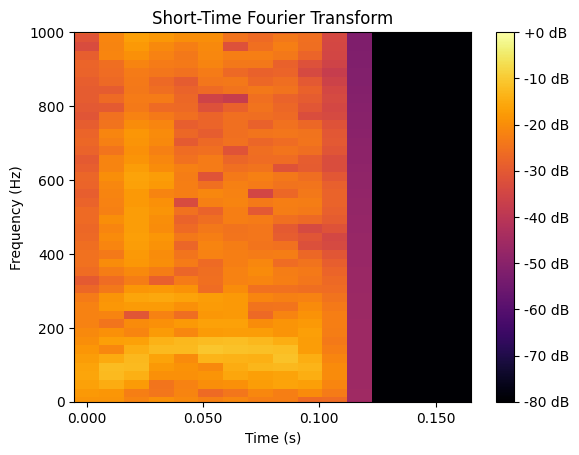 Short-Time Fourier Transform
1000
800
600
400
200
0
Frequency (Hz)
0.000
0.050
0.100
0.150
Time (s)
+0 dB
-10 dB
-20 dB
-30 dB
-40 dB
-50 dB
-60 dB
-70 dB
-80 dB